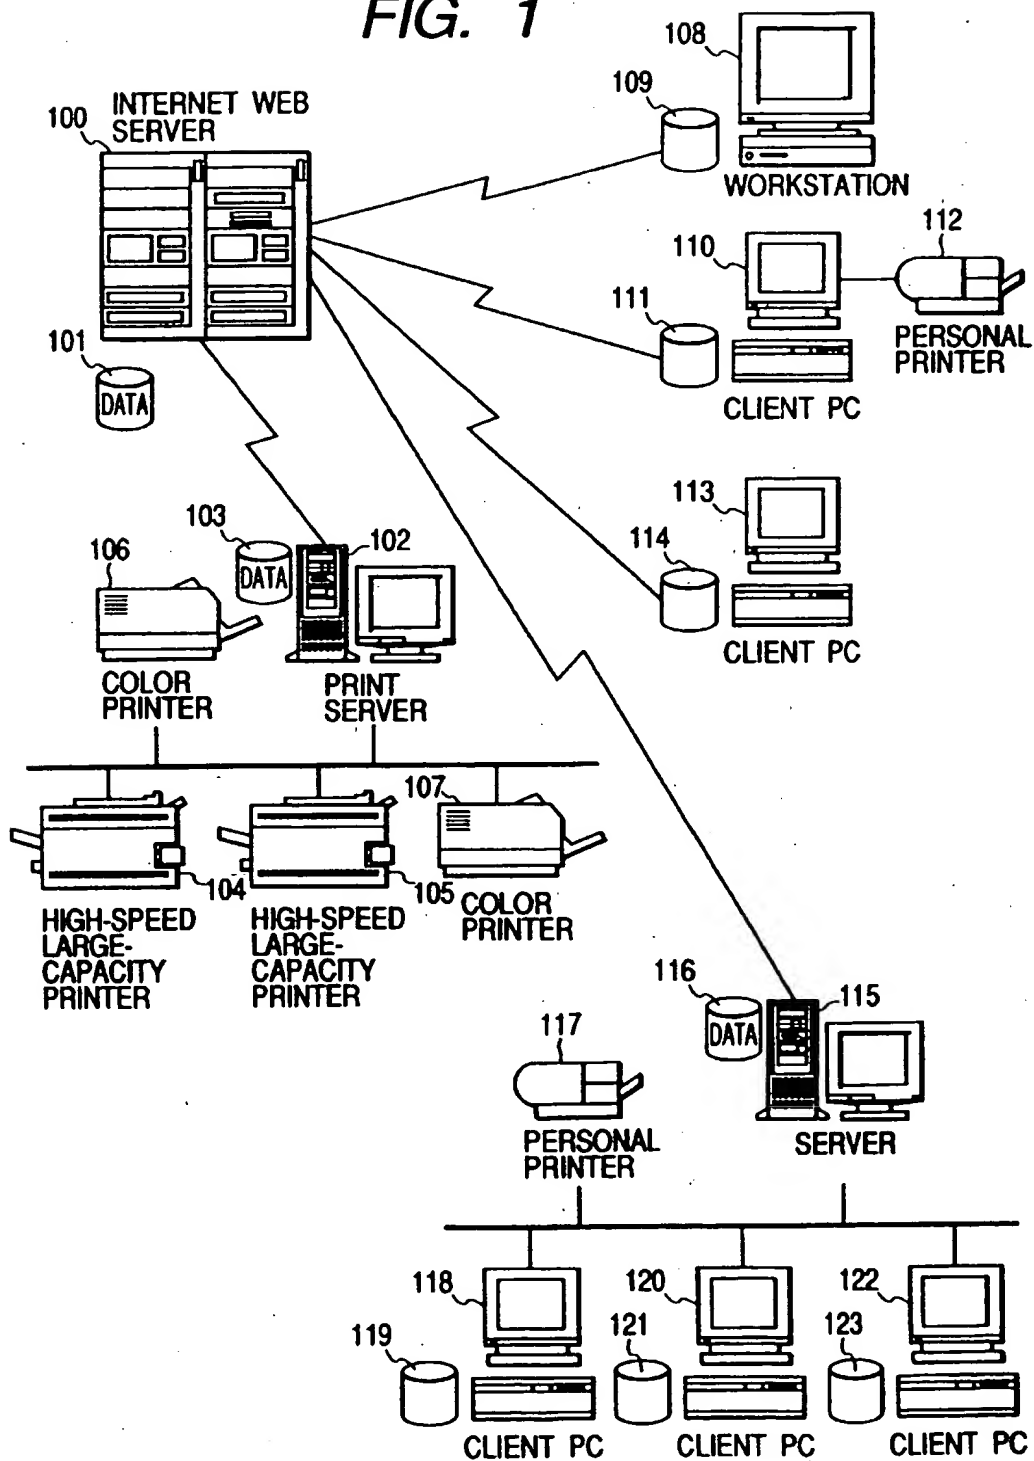 FIG. 1
108
109
INTERNET WEB
SERVER
100
WORKSTATION
112
110
111
PERSONAL
PRINTER
CLIENT PC
101
DATA
113
114
CLIENT PC
103
DATA
102
106
COLOR
PRINTER
PRINT
SERVER
107
104
105
HIGH-SPEED
LARGE-
CAPACITY
PRINTER
HIGH-SPEED
LARGE-
CAPACITY
PRINTER
COLOR
PRINTER
116
DATA
115
117
PERSONAL
PRINTER
SERVER
118
120
122
119
121
123
CLIENT PC
CLIENT PC
CLIENT PC